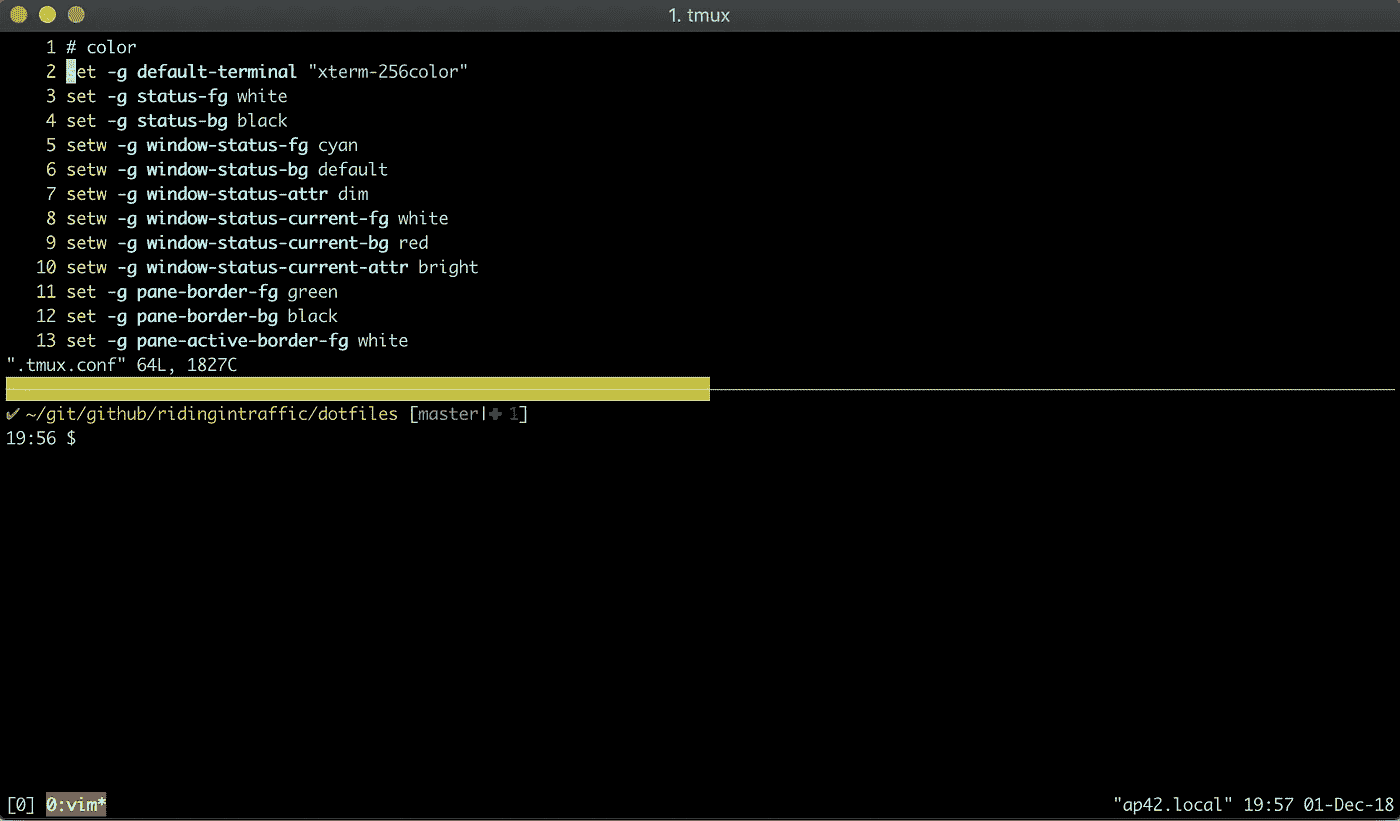 1. tmux
1 # color
2 set -g default-terminal "xterm-256color"
3 set -g status-fg white
4 set -g status-bg black
5 setw -g window-status-fg cyan
6 setw -g window-status-bg default
7 setw -g window-status-attr dim
8 setw -g window-status-current-fg white
9 setw -g window-status-current-bg red
10 setw -g window-status-current-attr bright
11 set -g pane-border-fg green
12 set -g pane-border-bg black
13 set -g pane-active-border-fg white
".tmux.conf" 64L, 1827C
✔ ~/git/github/ridingintraffic/dotfiles [master|✚ 1]
19:56 $
[0] 0:vim* "ap42.local" 19:57 01-Dec-18